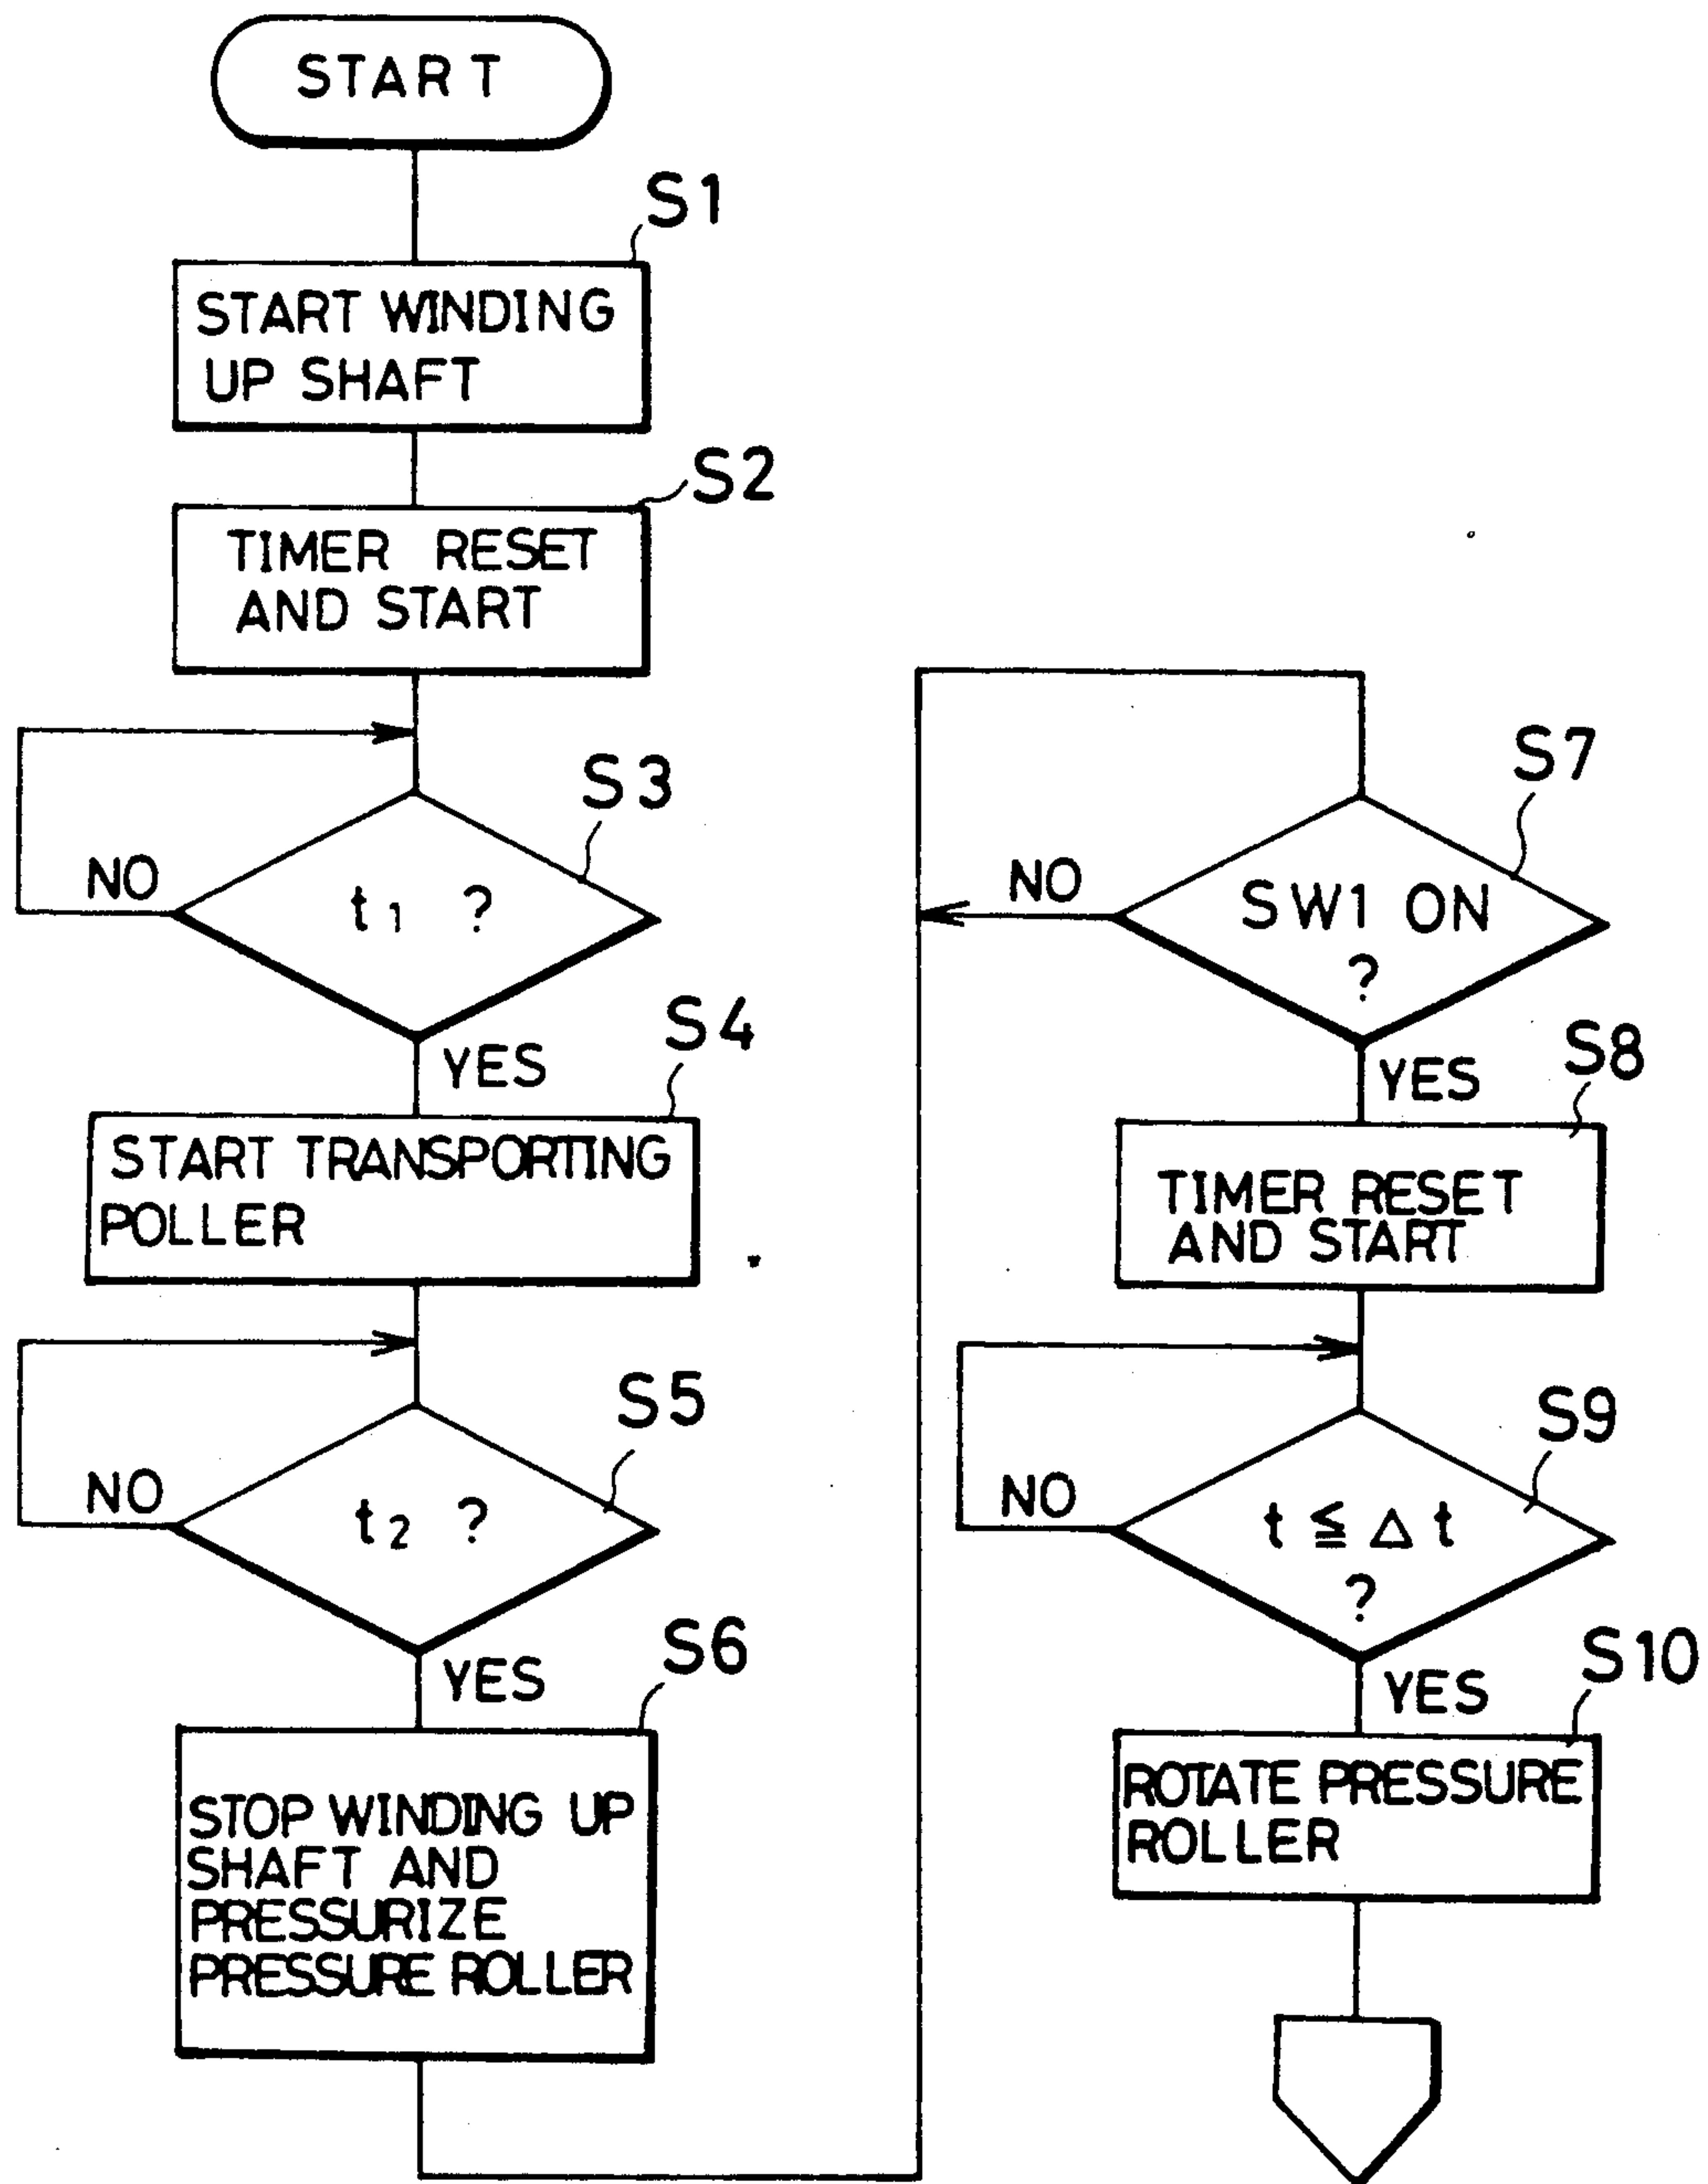 START
S1
START WINDING
UP SHAFT
S2
TIMER RESET
AND START
S3
t1 ?
NO
YES
S4
START TRANSPORTING
POLLER
S5
t2 ?
NO
YES
S6
STOP WINDING UP
SHAFT AND
PRESSURIZE
PRESSURE ROLLER
S7
SW1 ON
?
NO
YES
S8
TIMER RESET
AND START
S9
t ≦ Δ t
?
NO
YES
S10
ROTATE PRESSURE
ROLLER